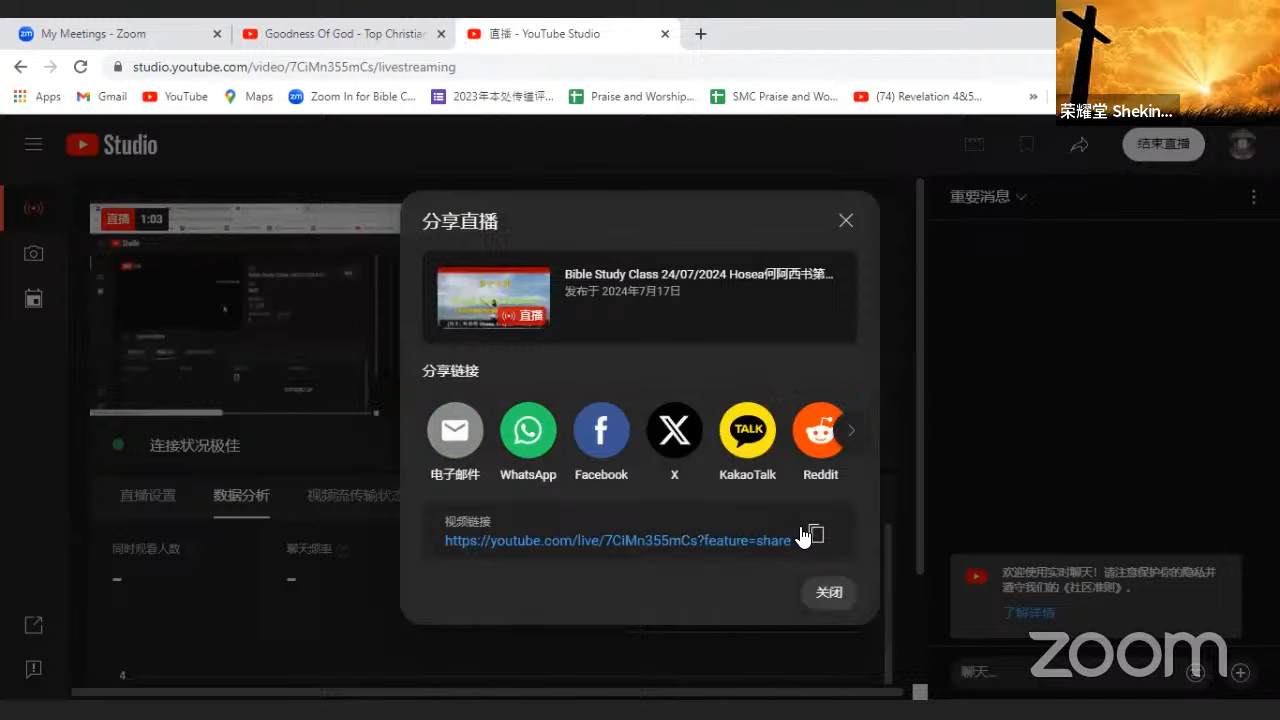 My Meetings - Zoom
Goodness Of God - Top Christia
直播 - YouTube Studio
studio.youtube.com/video/7CiMn355mCs/livestreaming
Apps
Gmail
YouTube
Maps
Zoom In for Bible C...
2023年本处传道评...
Praise and Worship...
SMC Praise and Wo...
(74) Revelation 4&5...
»
荣耀堂 Shekin...
Studio
结束直播
直播 1:03
重要消息
分享直播
Bible Study Class 24/07/2024 Hosea何阿西书第...
发布于 2024年7月17日
直播
分享链接
TALK
电子邮件
WhatsApp
Facebook
X
KakaoTalk
Reddit
连接状况极佳
直播设置
数据分析
视频流传输状态
视频链接
https://youtube.com/live/7CiMn355mCs?feature=share
同时观看人数
聊天频率
–
–
关闭
欢迎使用实时聊天！请注意保护你的隐私并
遵守我们的《社区准则》。
了解详情
4
聊天...
zoom